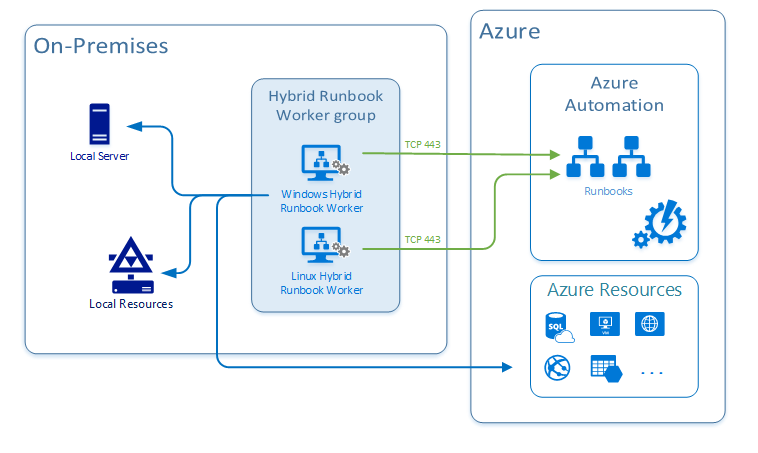 On-Premises
Azure
Hybrid Runbook
Worker group
Azure
Automation
Local Server
TCP 443
Windows Hybrid
Runbook Worker
Runbooks
TCP 443
Linux Hybrid
Runbook Worker
Local Resources
Azure Resources
SQL
...